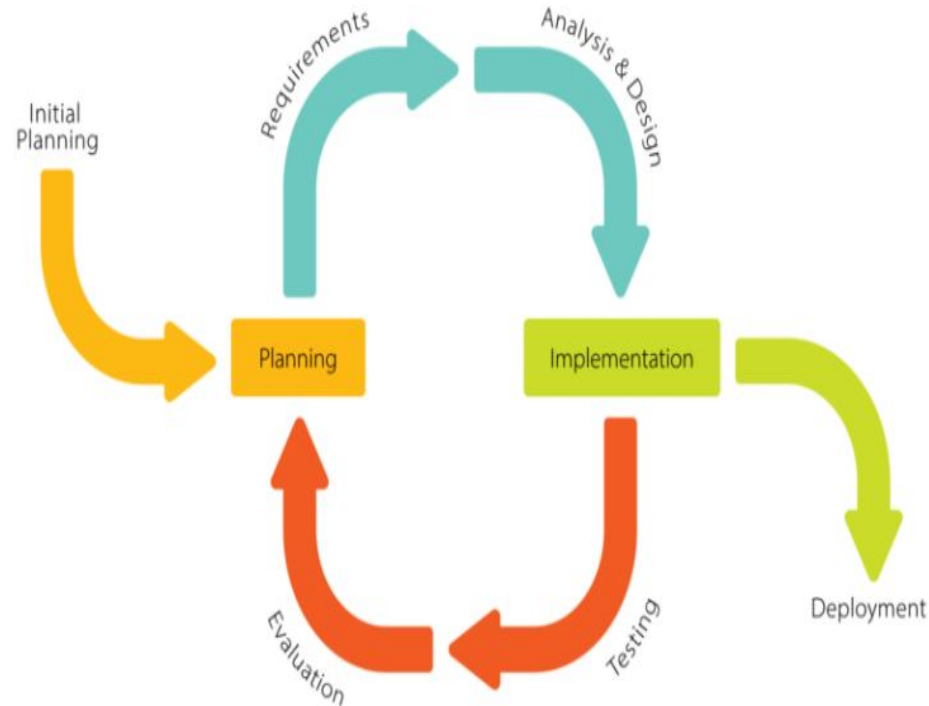 Requirements
Analysis & Design
Initial
Planning
Planning
Implementation
Deployment
Evaluation
Testing